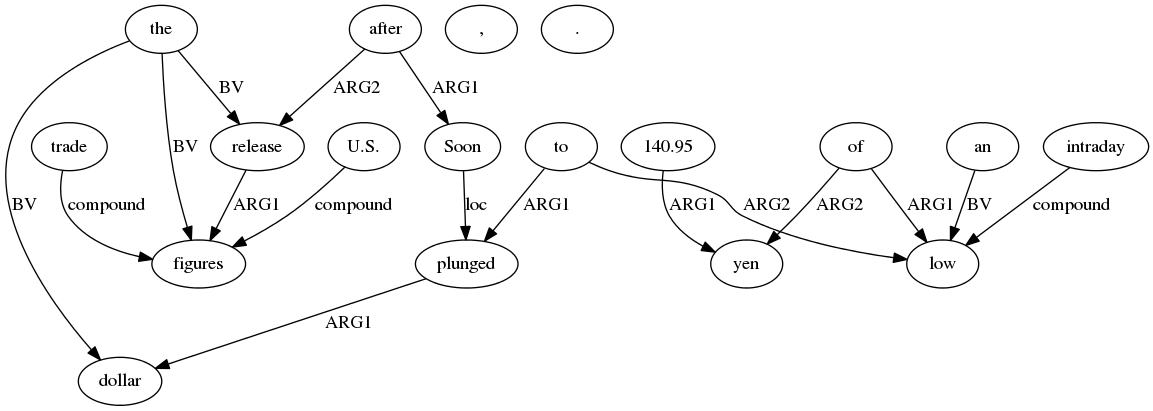 the after , .
BV ARG2 ARG1
trade release U.S. Soon to 140.95 of an intraday
BV compound BV ARG1 compound loc ARG1 ARG2 ARG1 ARG2 ARG1 BV compound
figures plunged yen low
ARG1
dollar